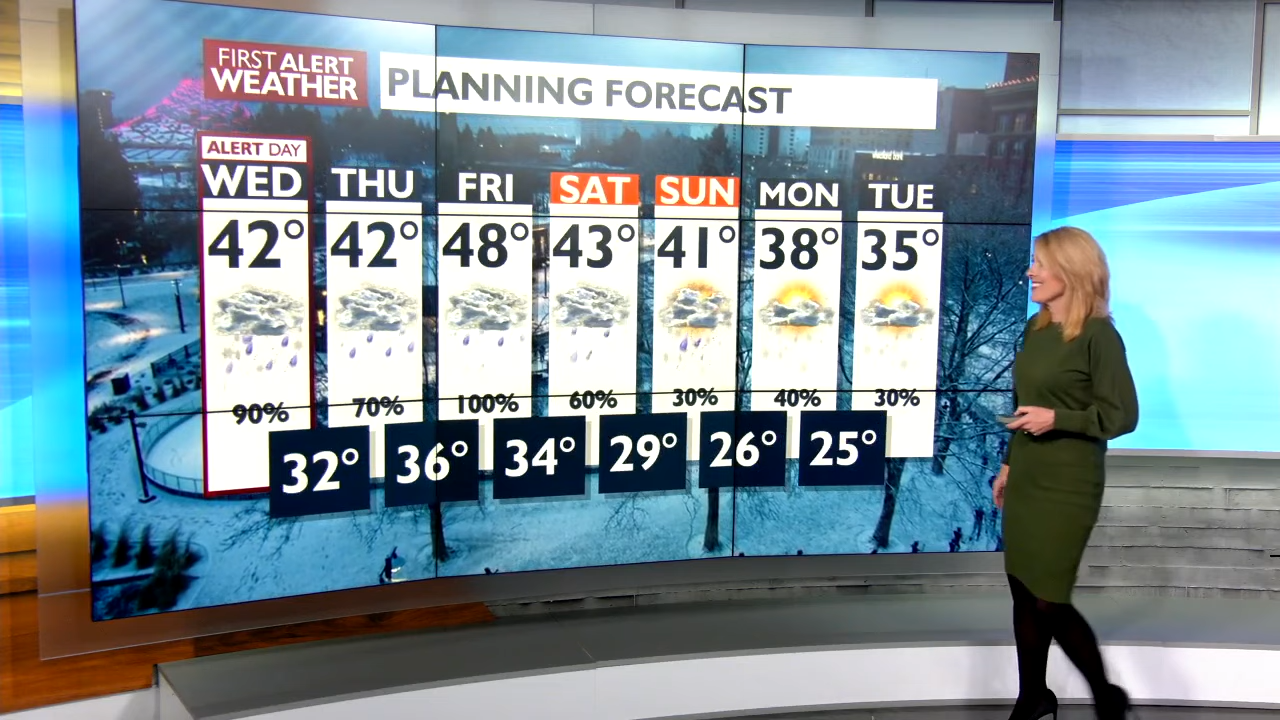 FIRST ALERT
WEATHER
PLANNING FORECAST
ALERT DAY
WED THU FRI SAT SUN MON TUE
42° 42° 48° 43° 41° 38° 35°
90% 70% 100% 60% 30% 40% 30%
32° 36° 34° 29° 26° 25°